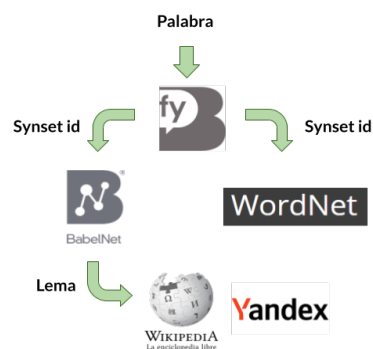 Palabra
fy
Synset id
Synset id
B
BabelNet
WordNet
Lema
WIKIPEDIA
La enciclopedia libre
Yandex